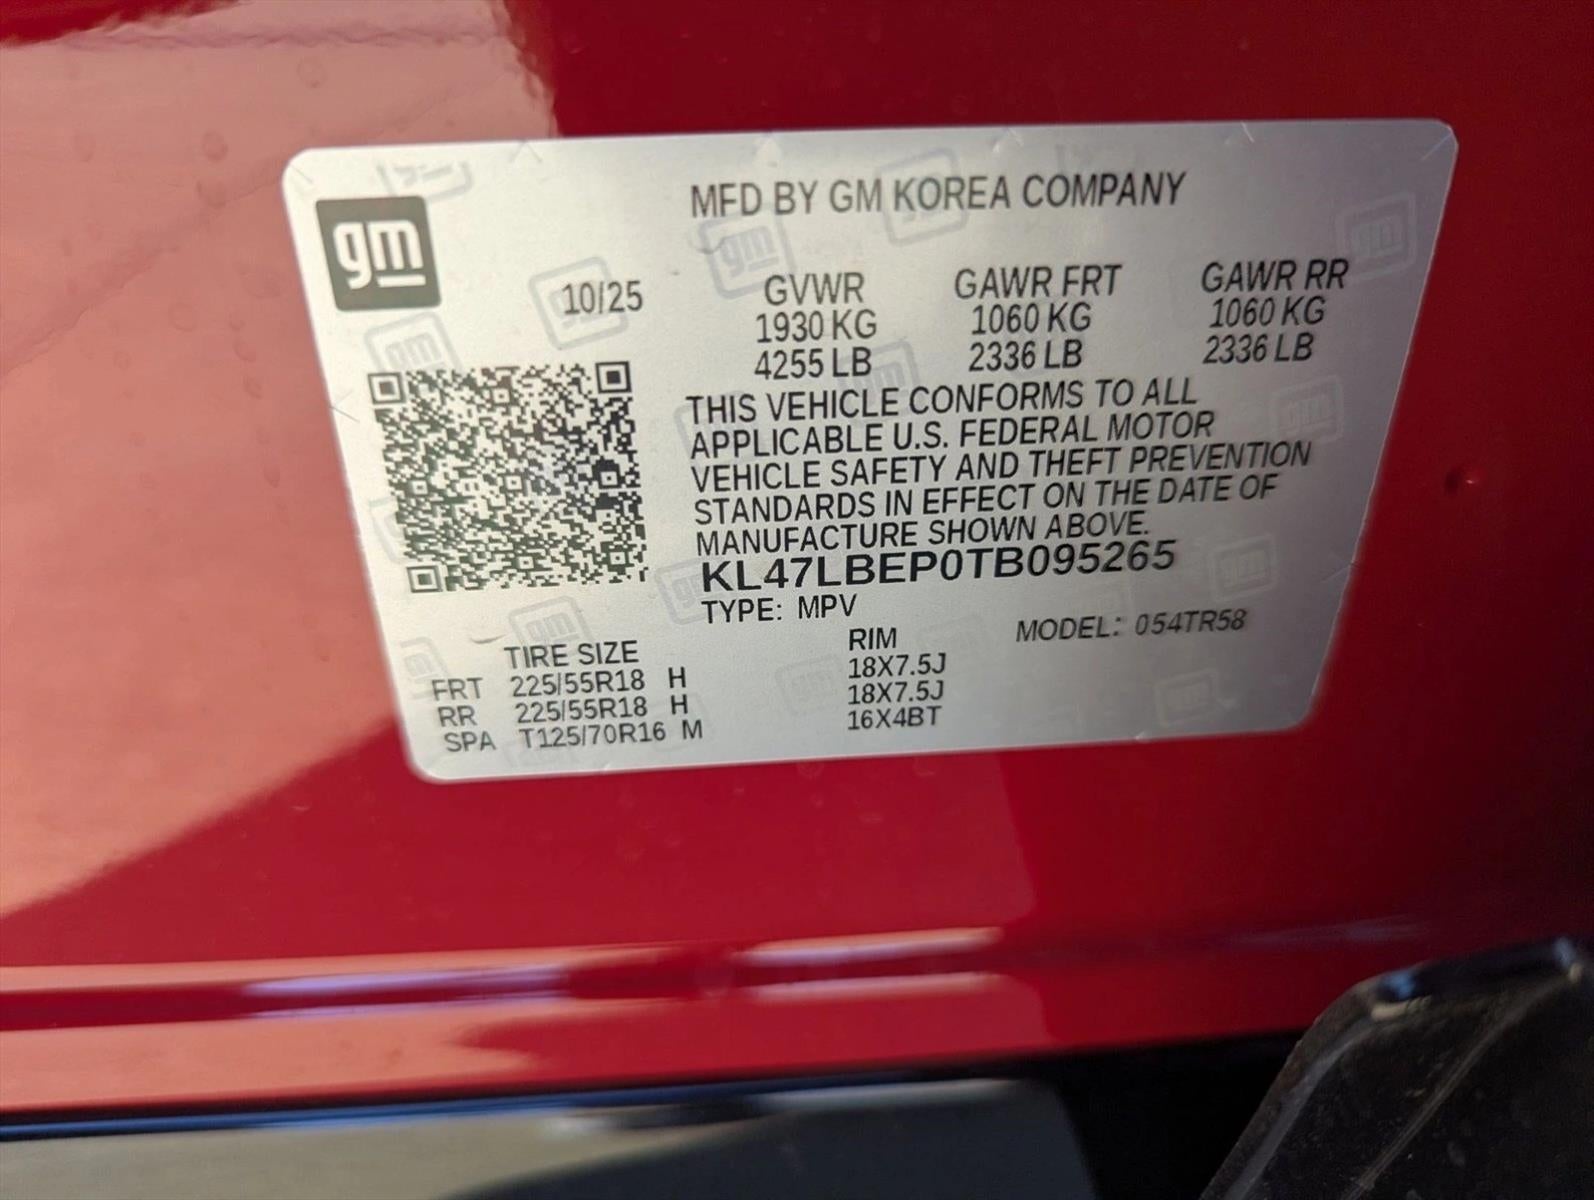 gm
MFD BY GM KOREA COMPANY
10/25
GVWR GAWR FRT GAWR RR
1930 KG 1060 KG 1060 KG
4255 LB 2336 LB 2336 LB
THIS VEHICLE CONFORMS TO ALL
APPLICABLE U.S. FEDERAL MOTOR
VEHICLE SAFETY AND THEFT PREVENTION
STANDARDS IN EFFECT ON THE DATE OF
MANUFACTURE SHOWN ABOVE.
KL47LBEP0TB095265
TYPE: MPV
MODEL: 054TR58
TIRE SIZE RIM
FRT 225/55R18 H 18X7.5J
RR 225/55R18 H 18X7.5J
SPA T125/70R16 M 16X4BT